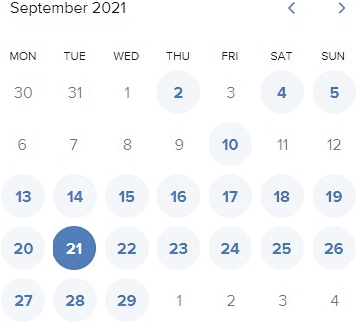 September 2021
MON TUE WED THU FRI SAT SUN
30 31 1 2 3 4 5
6 7 8 9 10 11 12
13 14 15 16 17 18 19
20 21 22 23 24 25 26
27 28 29 1 2 3 4